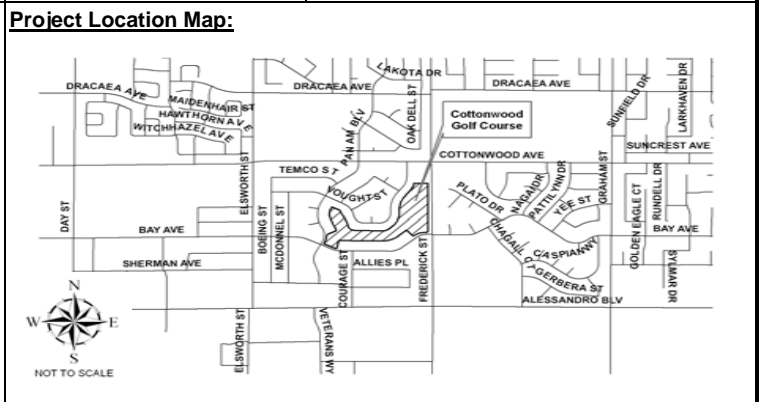 Project Location Map:
LAKOTA DR
DRACAEA AVE
DRACAEA AVE
DRACAEA AVE
MAIDENHAIR ST
HAWTHORN AVE
WITCHHAZEL AVE
PAN AM BLV
OAK DELL ST
Cottonwood
Golf Course
SUNFIELD DR
LARKHAVEN DR
SUNCREST AVE
COTTONWOOD AVE
TEMCO ST
VOUGHT ST
ELSWORTH ST
PLATO DR
NAGAI DR
PATTILYNN DR
YEE ST
GRAHAM ST
GOLDEN EAGLE CT
RUNDELL DR
DAY ST
BAY AVE
BOEING ST
MCDONNEL ST
BAY AVE
CHAGALL CT
CASPIAN WY
SHERMAN AVE
COURAGE ST
ALLIES PL
FREDERICK ST
GERBERA ST
SYLMAR DR
ALESSANDRO BLV
ELSWORTH ST
VETERANS WY
N
W
E
S
NOT TO SCALE